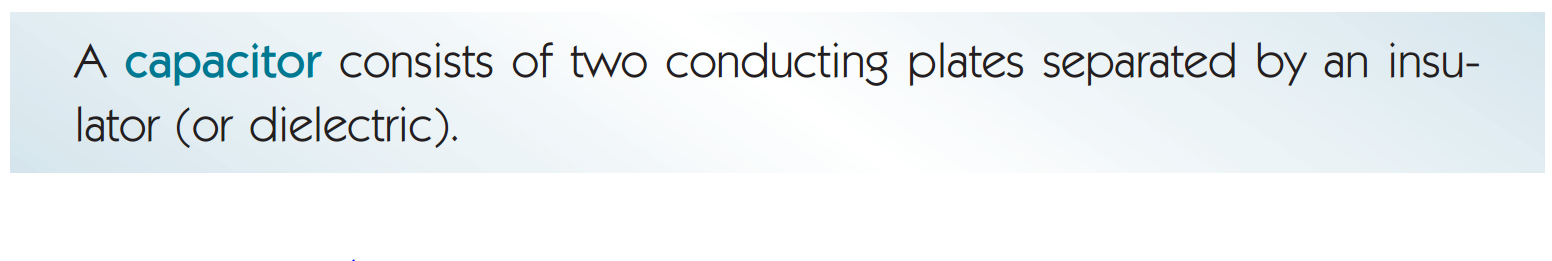 A capacitor consists of two conducting plates separated by an insu-
lator (or dielectric).